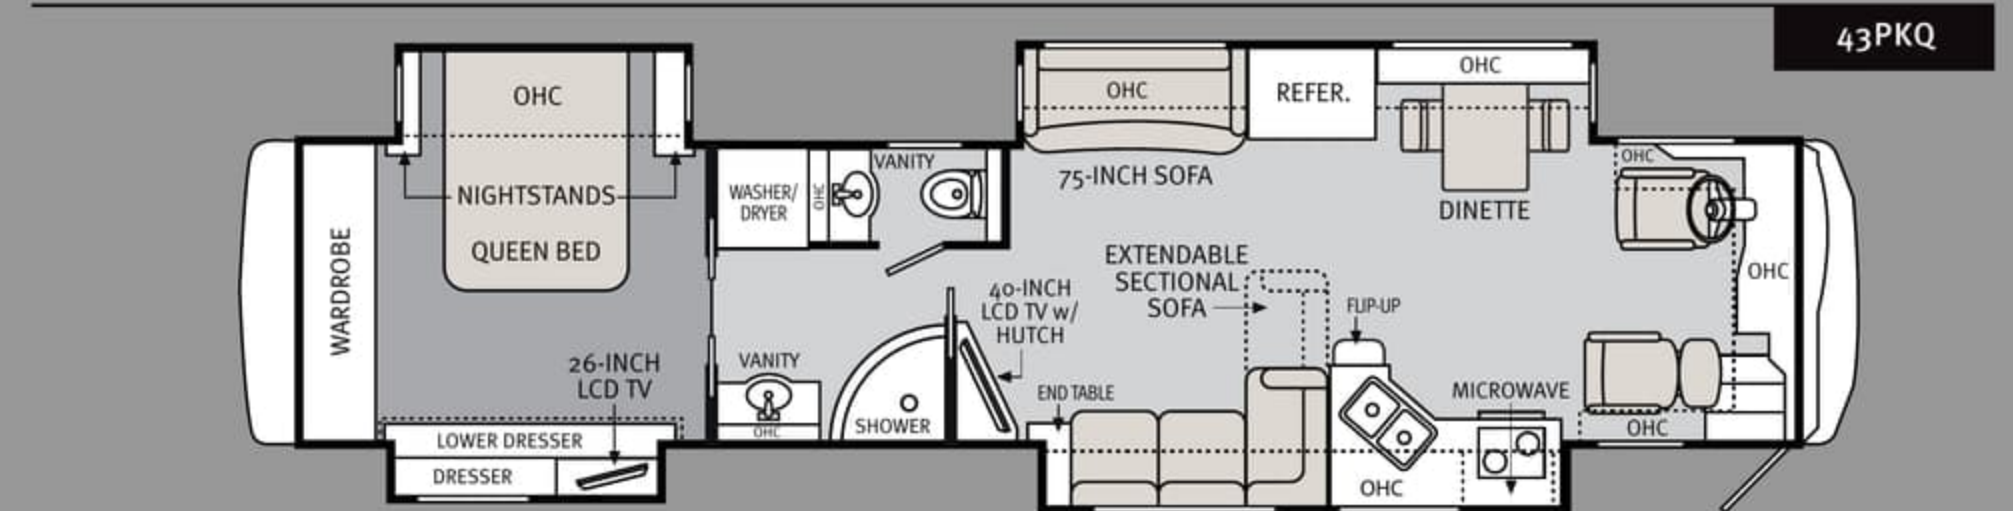 43PKQ
OHC
NIGHTSTANDS
QUEEN BED
WARDROBE
26-INCH
LCD TV
LOWER DRESSER
DRESSER
WASHER/
DRYER
OHC
VANITY
VANITY
OHC
SHOWER
40-INCH
LCD TV w/
HUTCH
OHC
75-INCH SOFA
REFER.
OHC
DINETTE
EXTENDABLE
SECTIONAL
SOFA
END TABLE
FLIP-UP
MICROWAVE
OHC
OHC
OHC
OHC